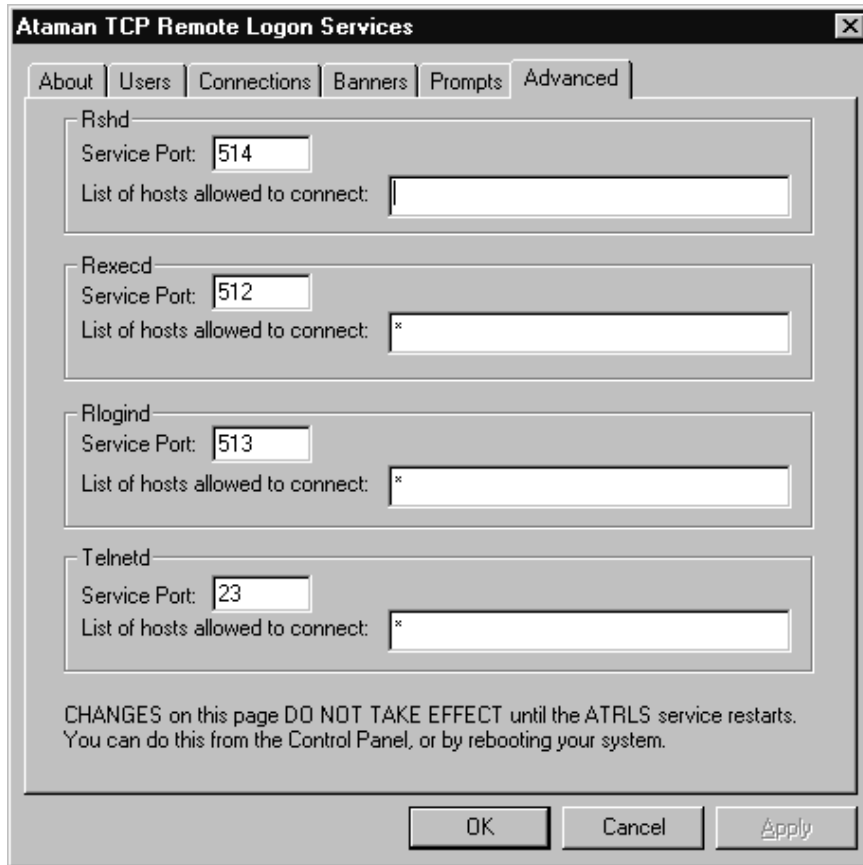 Ataman TCP Remote Logon Services
About Users Connections Banners Prompts Advanced
Rshd
Service Port: 514
List of hosts allowed to connect:
Rexecd
Service Port: 512
List of hosts allowed to connect: *
Rlogind
Service Port: 513
List of hosts allowed to connect: *
Telnetd
Service Port: 23
List of hosts allowed to connect: *
CHANGES on this page DO NOT TAKE EFFECT until the ATRLS service restarts.
You can do this from the Control Panel, or by rebooting your system.
OK Cancel Apply